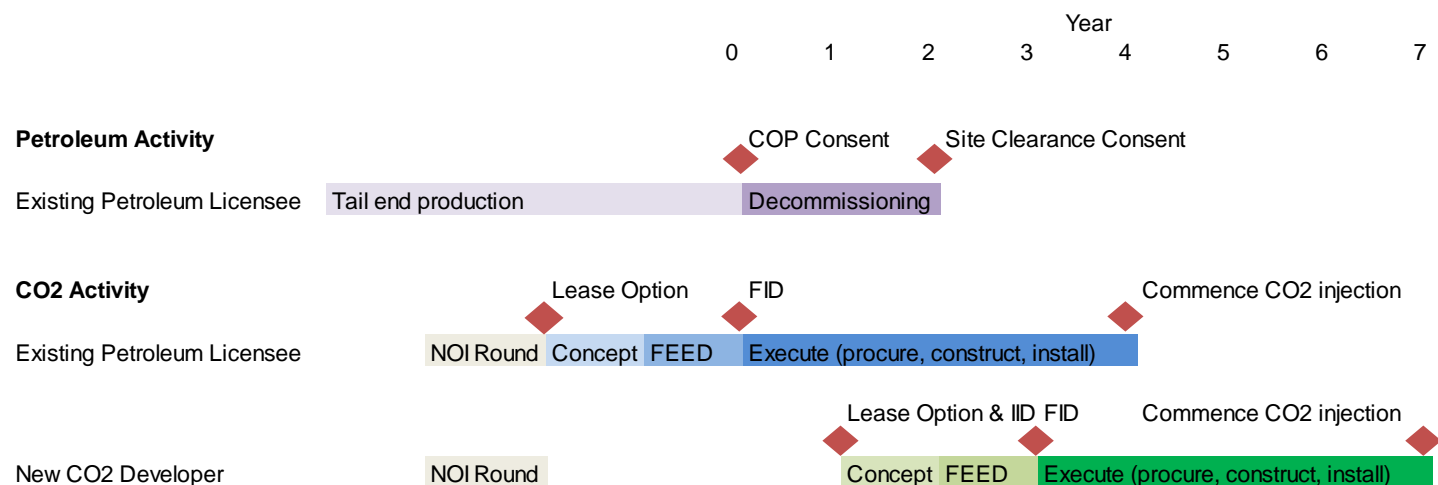 Year
0 1 2 3 4 5 6 7
Petroleum Activity COP Consent Site Clearance Consent
Existing Petroleum Licensee Tail end production Decommissioning
CO2 Activity Lease Option FID Commence CO2 injection
Existing Petroleum Licensee NOI Round Concept FEED Execute (procure, construct, install)
Lease Option & IID FID Commence CO2 injection
New CO2 Developer NOI Round Concept FEED Execute (procure, construct, install)